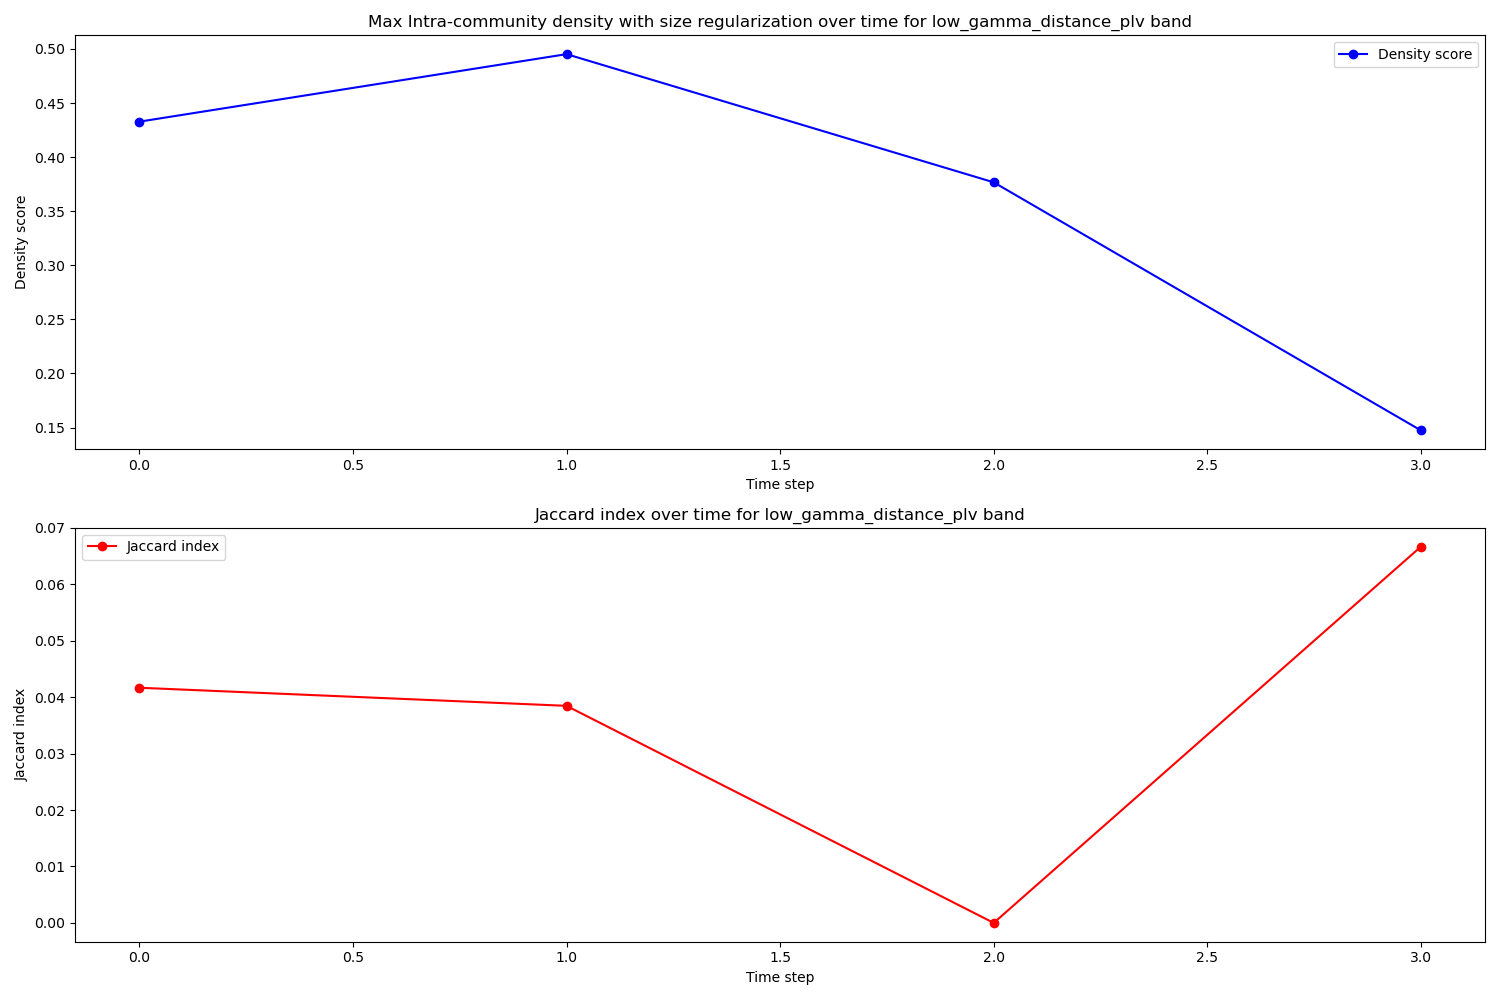 Max Intra-community density with size regularization over time for low_gamma_distance_plv band
Density score
0.50
0.45
0.40
0.35
0.30
0.25
0.20
0.15
Density score
0.0 0.5 1.0 1.5 2.0 2.5 3.0
Time step
Jaccard index over time for low_gamma_distance_plv band
Jaccard index
0.07
0.06
0.05
0.04
0.03
0.02
0.01
0.00
Jaccard index
0.0 0.5 1.0 1.5 2.0 2.5 3.0
Time step